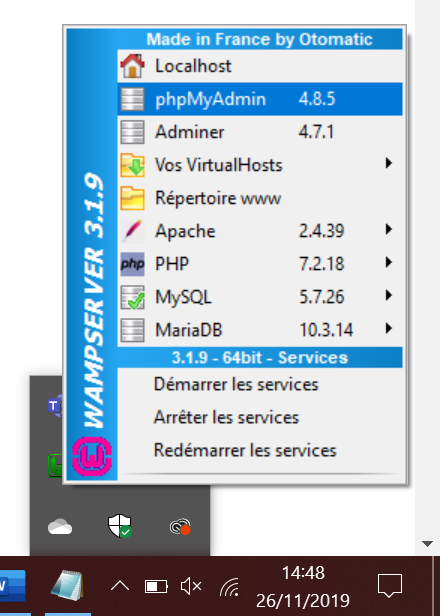 Made in France by Otomatic
Localhost
phpMyAdmin 4.8.5
Adminer 4.7.1
Vos VirtualHosts
Répertoire www
Apache 2.4.39
php PHP 7.2.18
MySQL 5.7.26
MariaDB 10.3.14
3.1.9 - 64bit - Services
Démarrer les services
Arrêter les services
Redémarrer les services
WAMPSERVER 3.1.9
W
14:48
26/11/2019